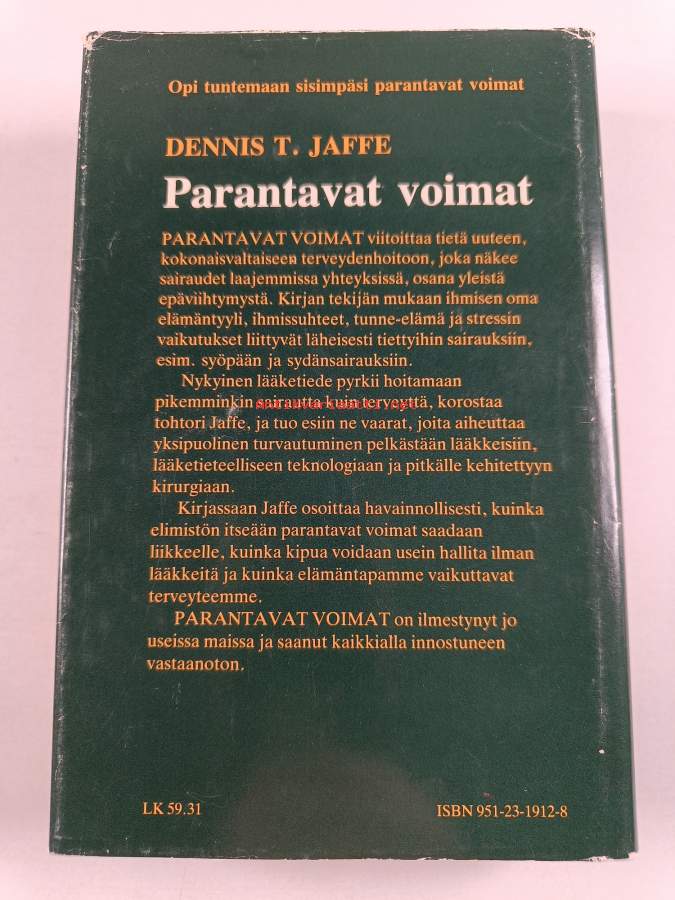 Opi tuntemaan sisimpäsi parantavat voimat
DENNIS T. JAFFE
Parantavat voimat
PARANTAVAT VOIMAT viitoittaa tietä uuteen,
kokonaisvaltaiseen terveydenhoitoon, joka näkee
sairaudet laajemmissa yhteyksissä, osana yleistä
epäviihtymystä. Kirjan tekijän mukaan ihmisen oma
elämäntyyli, ihmissuhteet, tunne-elämä ja stressin
vaikutukset liittyvät läheisesti tiettyihin sairauksiin,
esim. syöpään ja sydänsairauksiin.
Nykyinen lääketiede pyrkii hoitamaan
pikemminkin sairautta kuin terveyttä, korostaa
tohtori Jaffe, ja tuo esiin ne vaarat, joita aiheuttaa
yksipuolinen turvautuminen pelkästään lääkkeisiin,
lääketieteelliseen teknologiaan ja pitkälle kehitettyyn
kirurgiaan.
Kirjassaan Jaffe osoittaa havainnollisesti, kuinka
elimistön itseään parantavat voimat saadaan
liikkeelle, kuinka kipua voidaan usein hallita ilman
lääkkeitä ja kuinka elämäntapamme vaikuttavat
terveyteemme.
PARANTAVAT VOIMAT on ilmestynyt jo
useissa maissa ja saanut kaikkialla innostuneen
vastaanoton.
LK 59.31
ISBN 951-23-1912-8